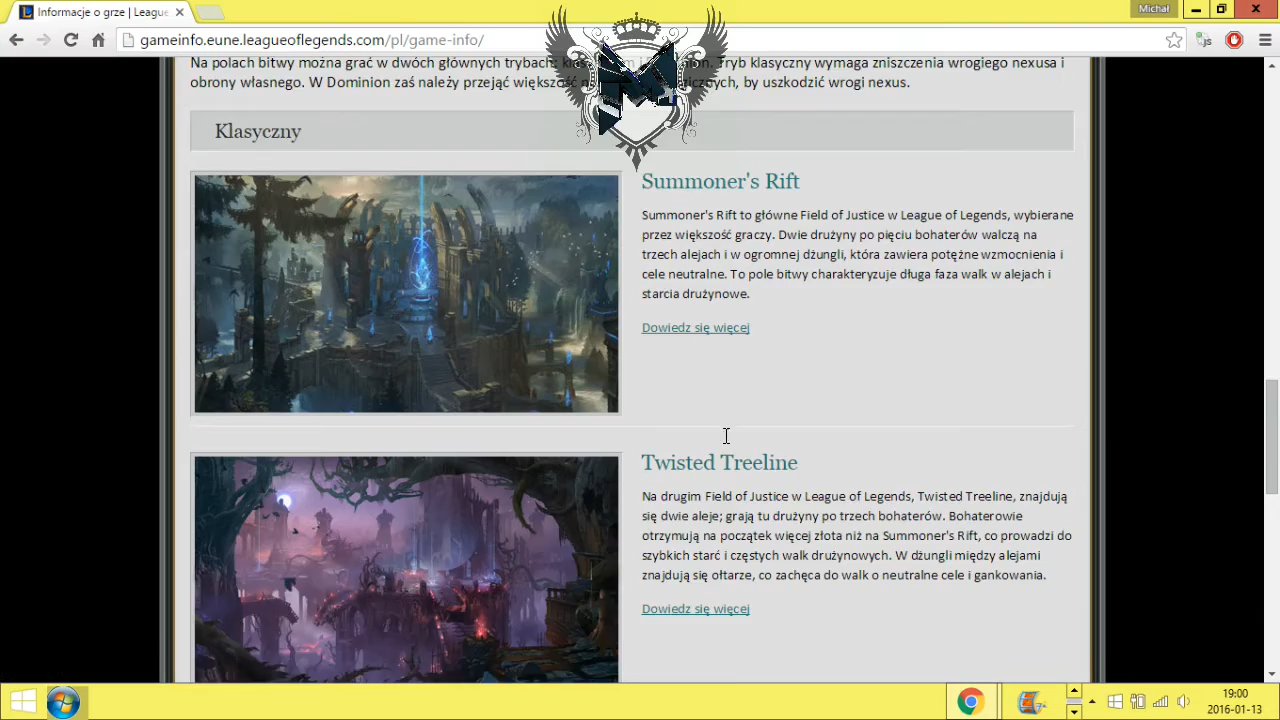 Informacje o grze | League
Michał
gameinfo.eune.leagueoflegends.com/pl/game-info/
Na polach bitwy można grać w dwóch głównych trybach: Tryb klasyczny wymaga zniszczenia wrogiego nexusa i
obrony własnego. W Dominion zaś należy przejąć większość by uszkodzić wrogi nexus.
Klasyczny
Summoner's Rift
Summoner's Rift to główne Field of Justice w League of Legends, wybierane
przez większość graczy. Dwie drużyny po pięciu bohaterów walczą na
trzech alejach i w ogromnej dżungli, która zawiera potężne wzmocnienia i
cele neutralne. To pole bitwy charakteryzuje długa faza walk w alejach i
starcia drużynowe.
Dowiedz się więcej
Twisted Treeline
Na drugim Field of Justice w League of Legends, Twisted Treeline, znajdują
się dwie aleje; grają tu drużyny po trzech bohaterów. Bohaterowie
otrzymują na początek więcej złota niż na Summoner's Rift, co prowadzi do
szybkich starć i częstych walk drużynowych. W dżungli między alejami
znajdują się ołtarze, co zachęca do walk o neutralne cele i gankowania.
Dowiedz się więcej
19:00
2016-01-13